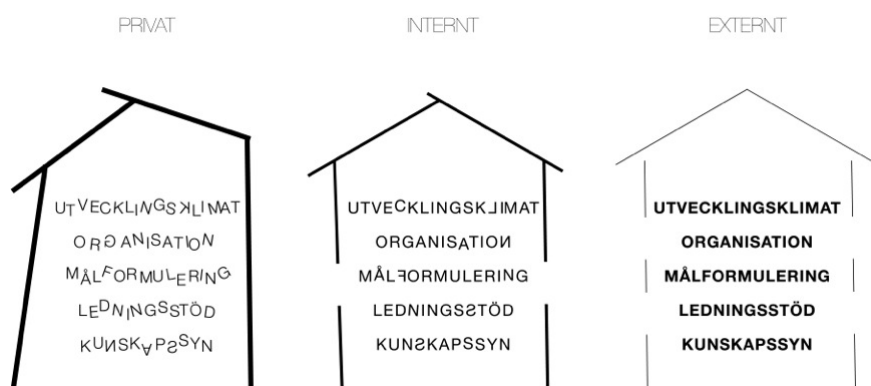 PRIVAT
UTVECKLINGSKLIMAT
ORGANISATION
MÅLFORMULERING
LEDNINGSSTÖD
KUNSKAPSSYN
INTERNT
UTVECKLINGSKLIMAT
ORGANISATION
MÅLFORMULERING
LEDNINGSSTÖD
KUNSKAPSSYN
EXTERNT
UTVECKLINGSKLIMAT
ORGANISATION
MÅLFORMULERING
LEDNINGSSTÖD
KUNSKAPSSYN